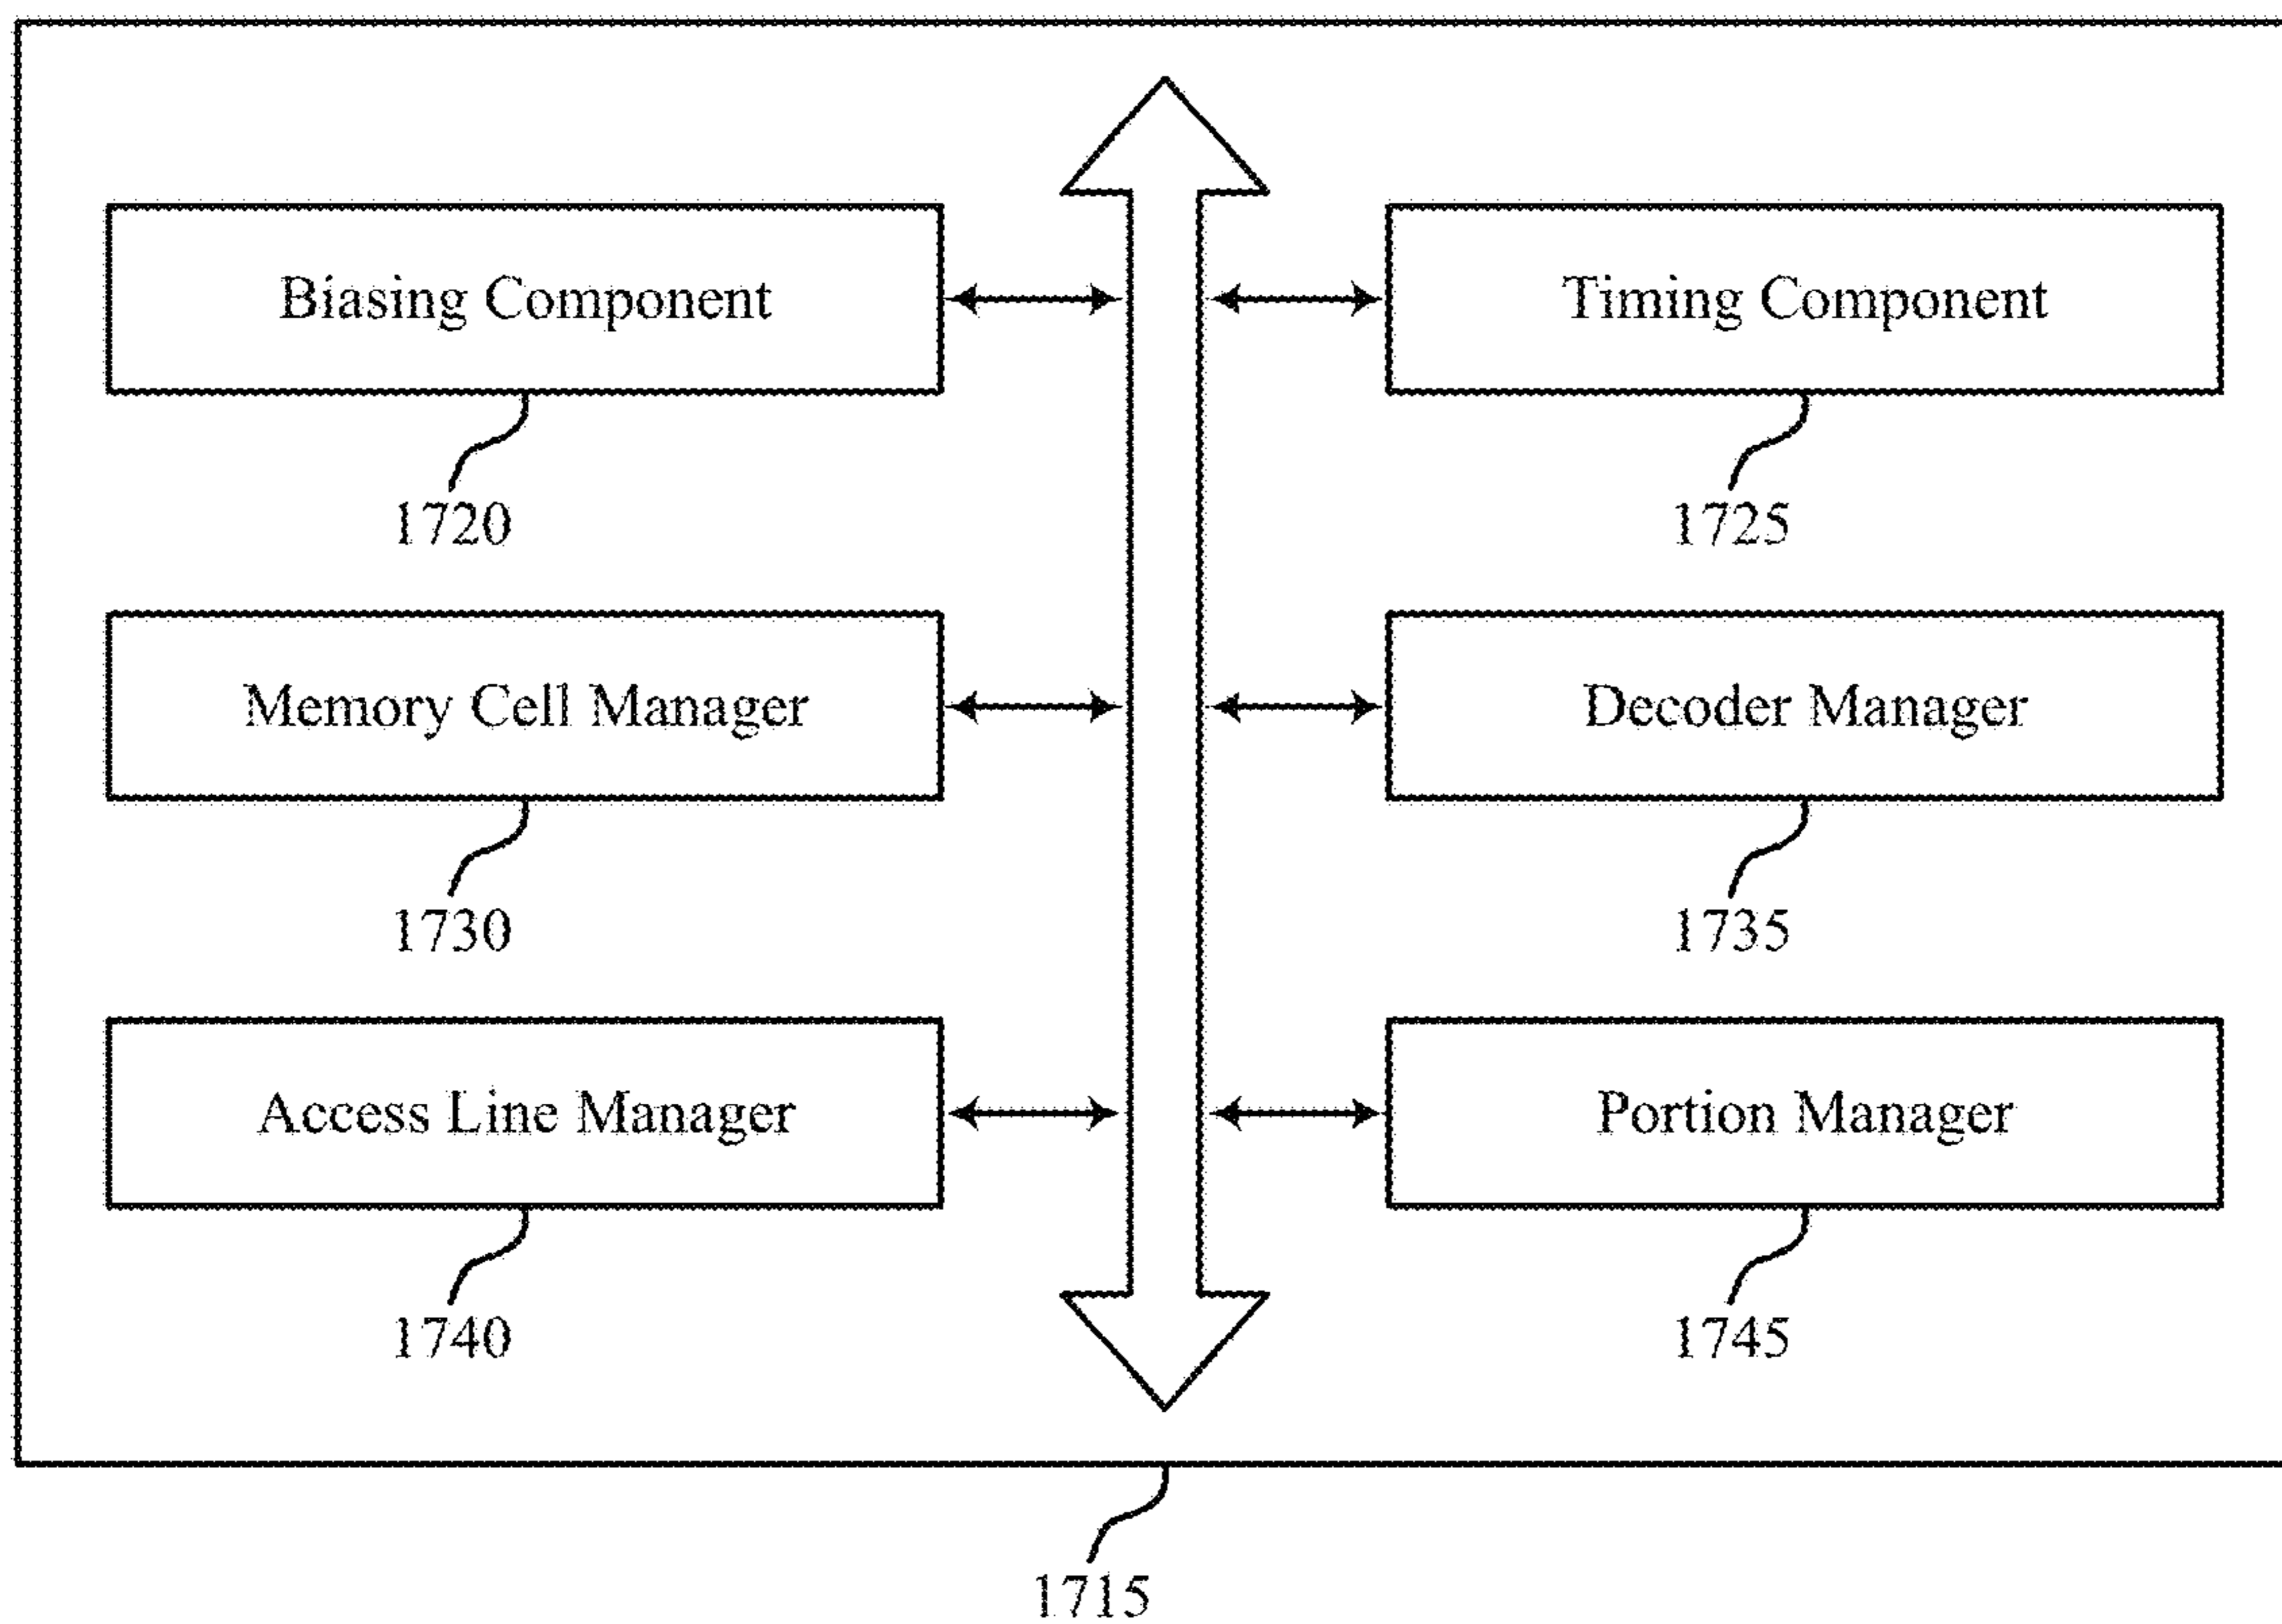 Biasing Component
Timing Component
1720
1725
Memory Cell Manager
Decoder Manager
1730
1735
Access Line Manager
Portion Manager
1740
1745
1715